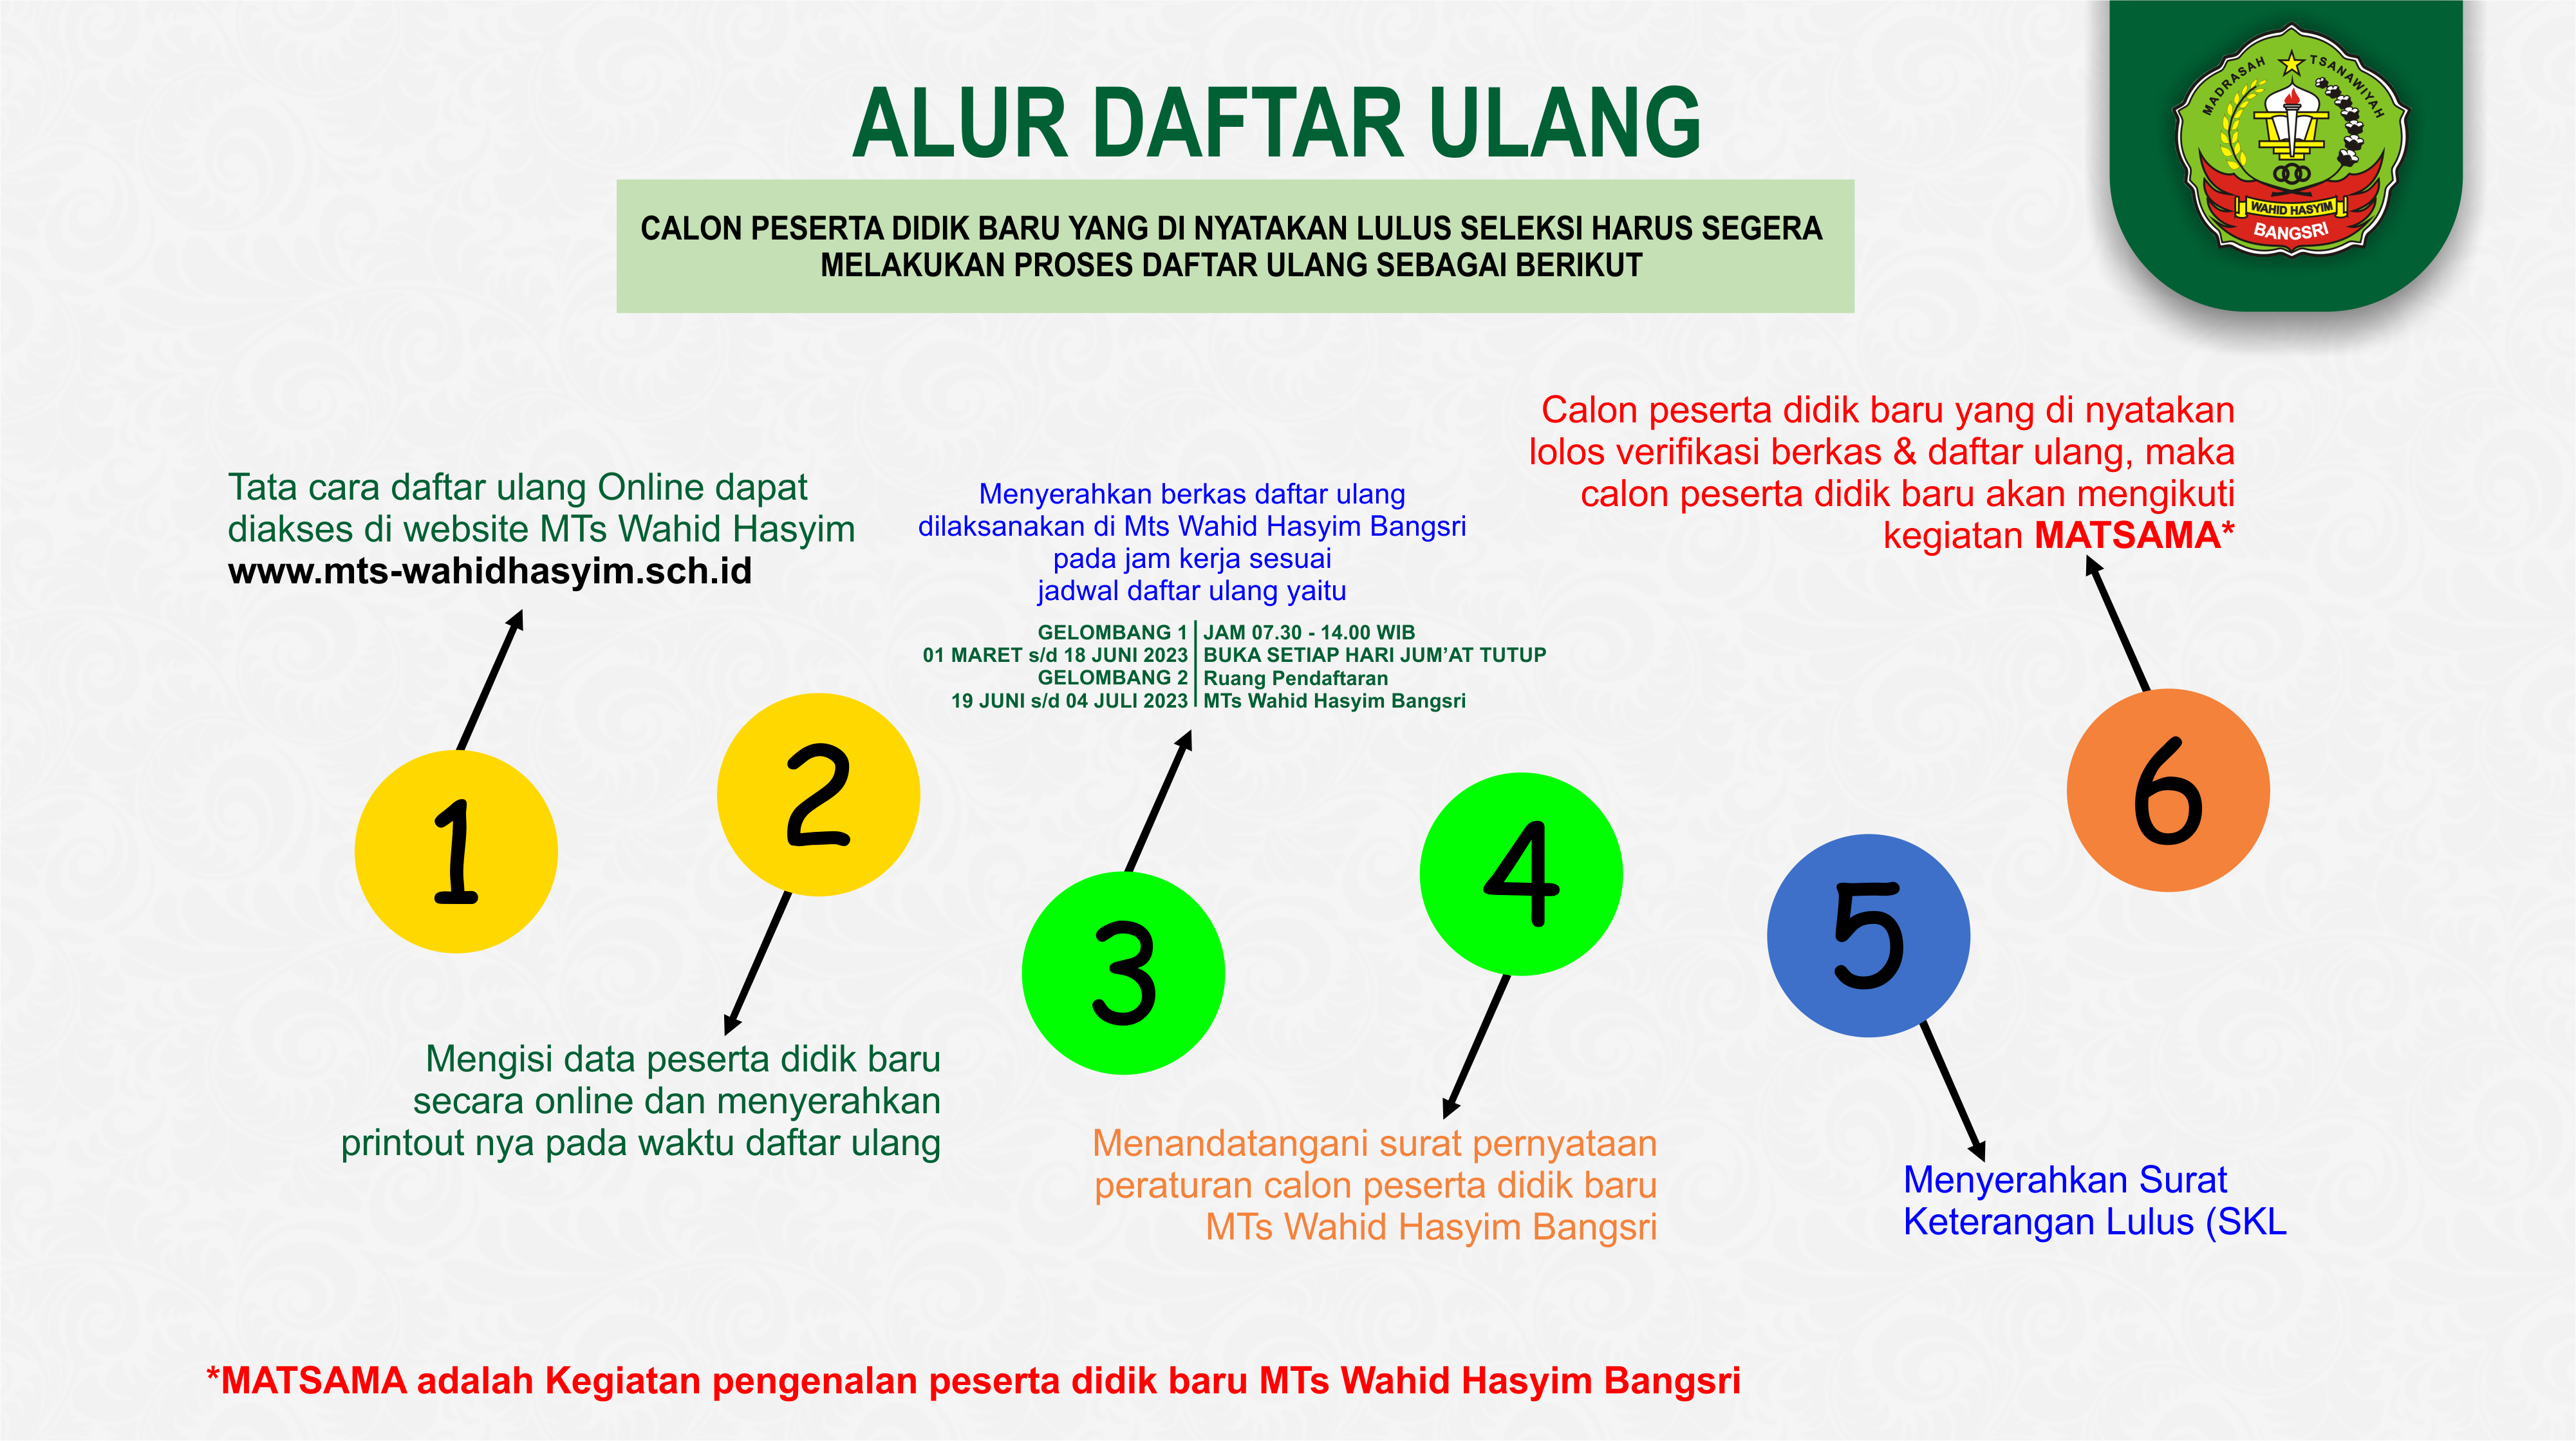 ALUR DAFTAR ULANG
MADRASAH TSANAWIYAH
WAHID HASYIM
BANGSRI
CALON PESERTA DIDIK BARU YANG DI NYATAKAN LULUS SELEKSI HARUS SEGERA
MELAKUKAN PROSES DAFTAR ULANG SEBAGAI BERIKUT
1
Tata cara daftar ulang Online dapat
diakses di website MTs Wahid Hasyim
www.mts-wahidhasyim.sch.id
2
Mengisi data peserta didik baru
secara online dan menyerahkan
printout nya pada waktu daftar ulang
3
Menyerahkan berkas daftar ulang
dilaksanakan di Mts Wahid Hasyim Bangsri
pada jam kerja sesuai
jadwal daftar ulang yaitu
GELOMBANG 1
01 MARET s/d 18 JUNI 2023
GELOMBANG 2
19 JUNI s/d 04 JULI 2023
JAM 07.30 - 14.00 WIB
BUKA SETIAP HARI JUM’AT TUTUP
Ruang Pendaftaran
MTs Wahid Hasyim Bangsri
4
Menandatangani surat pernyataan
peraturan calon peserta didik baru
MTs Wahid Hasyim Bangsri
5
Menyerahkan Surat
Keterangan Lulus (SKL
6
Calon peserta didik baru yang di nyatakan
lolos verifikasi berkas & daftar ulang, maka
calon peserta didik baru akan mengikuti
kegiatan MATSAMA*
*MATSAMA adalah Kegiatan pengenalan peserta didik baru MTs Wahid Hasyim Bangsri